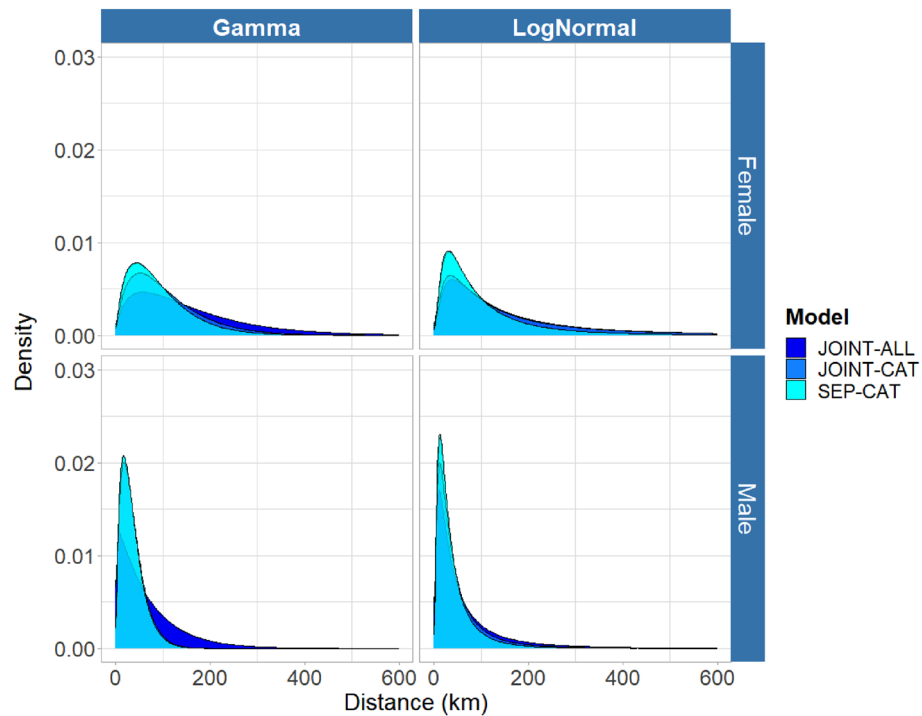 Gamma
LogNormal
0.03
0.02
0.01
0.00
Female
0.03
0.02
0.01
0.00
Male
Density
0
200
400
600
0
200
400
600
Distance (km)
Model
JOINT-ALL
JOINT-CAT
SEP-CAT